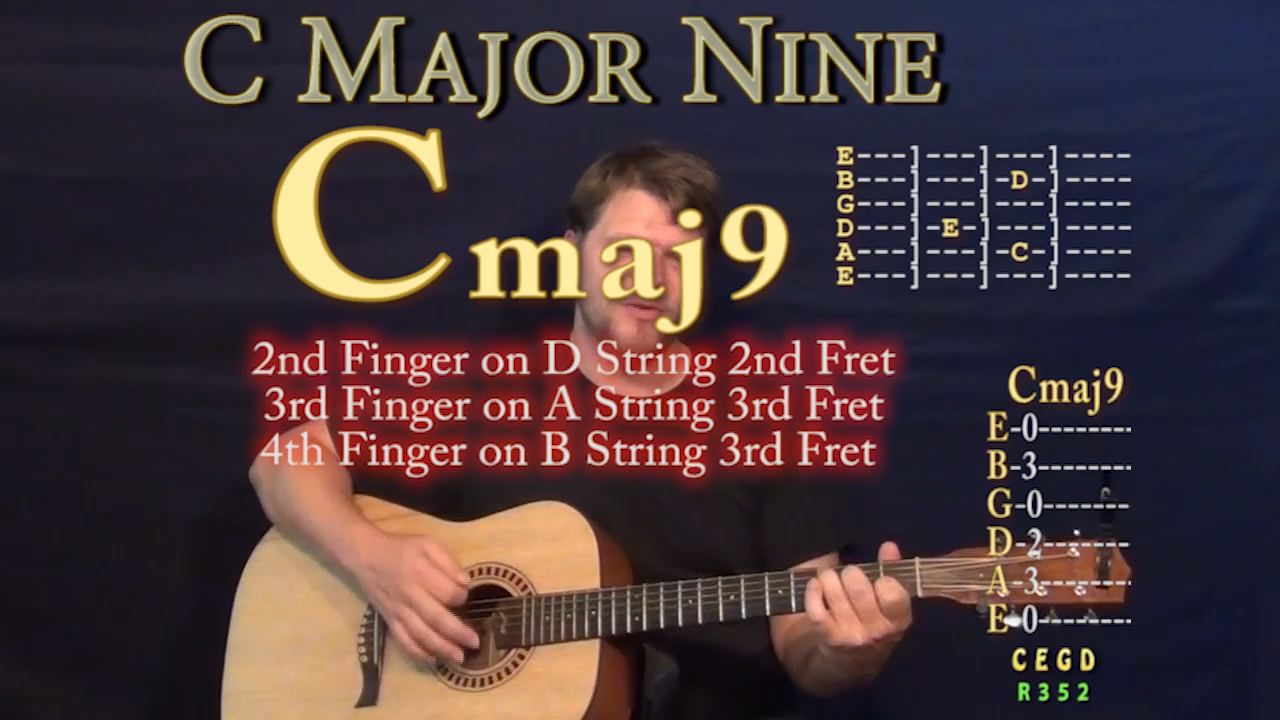 C MAJOR NINE
Cmaj9
E---]---]---]----
B---]---]-D-]----
G---]---]---]----
D---]-E-]---]----
A---]---]-C-]----
E---]---]---]----
2nd Finger on D String 2nd Fret
3rd Finger on A String 3rd Fret
4th Finger on B String 3rd Fret
Cmaj9
E-0--------
B-3--------
G-0--------
D-2--------
A-3--------
E-0--------
C E G D
R 3 5 2